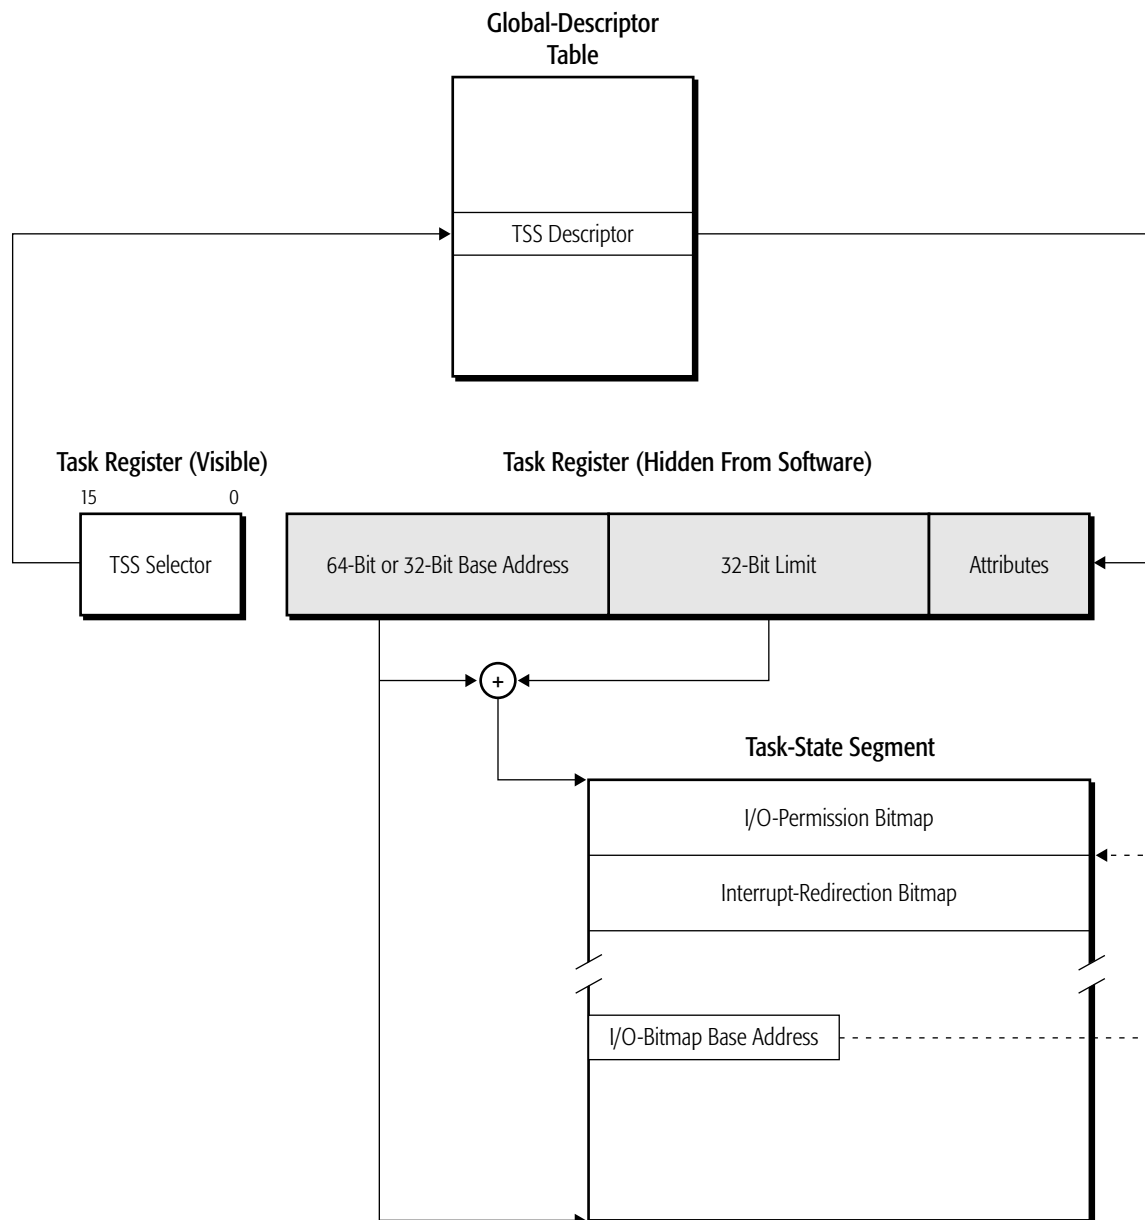 Global-Descriptor
Table
TSS Descriptor
Task Register (Visible)
Task Register (Hidden From Software)
15 0
TSS Selector
64-Bit or 32-Bit Base Address
32-Bit Limit
Attributes
+
Task-State Segment
I/O-Permission Bitmap
Interrupt-Redirection Bitmap
I/O-Bitmap Base Address